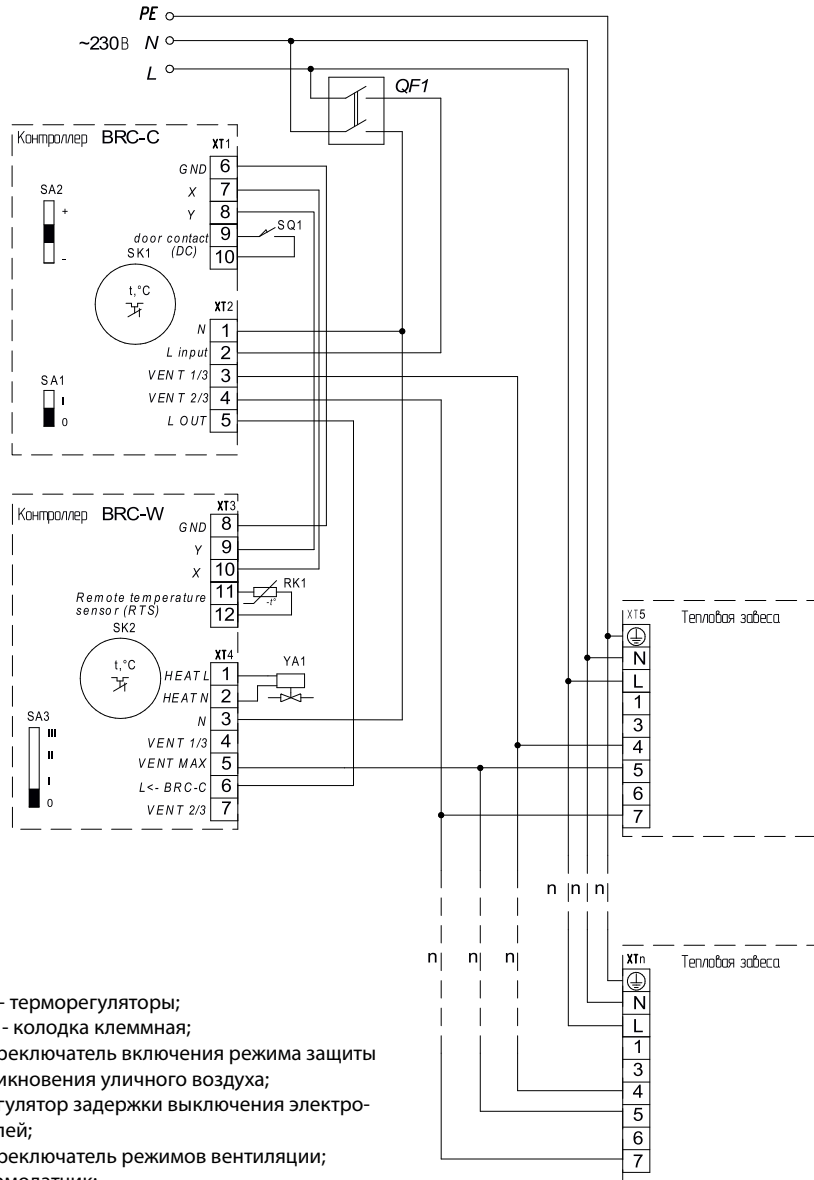 PE
~230В N
L
QF1
Контроллер BRC-C
XT1
GND 6
X 7
Y 8
door contact (DC) 9
10
SA2
+
-
SQ1
SK1
t,°C
XT2
N 1
L input 2
VENT 1/3 3
VENT 2/3 4
L OUT 5
SA1
I
0
Контроллер BRC-W
XT3
GND 8
Y 9
X 10
Remote temperature 11
sensor (RTS) 12
RK1
-t°
SK2
t,°C
XT4
HEAT L 1
HEAT N 2
N 3
VENT 1/3 4
VENT MAX 5
L<- BRC-C 6
VENT 2/3 7
YA1
SA3
III
II
I
0
XT5
Тепловая завеса
N
L
1
3
4
5
6
7
n n n
n n n
XTn
Тепловая завеса
N
L
1
3
4
5
6
7
- терморегуляторы;
- колодка клеммная;
реключатель включения режима защиты
икновения уличного воздуха;
гулятор задержки выключения электро-
лей;
реключатель режимов вентиляции;